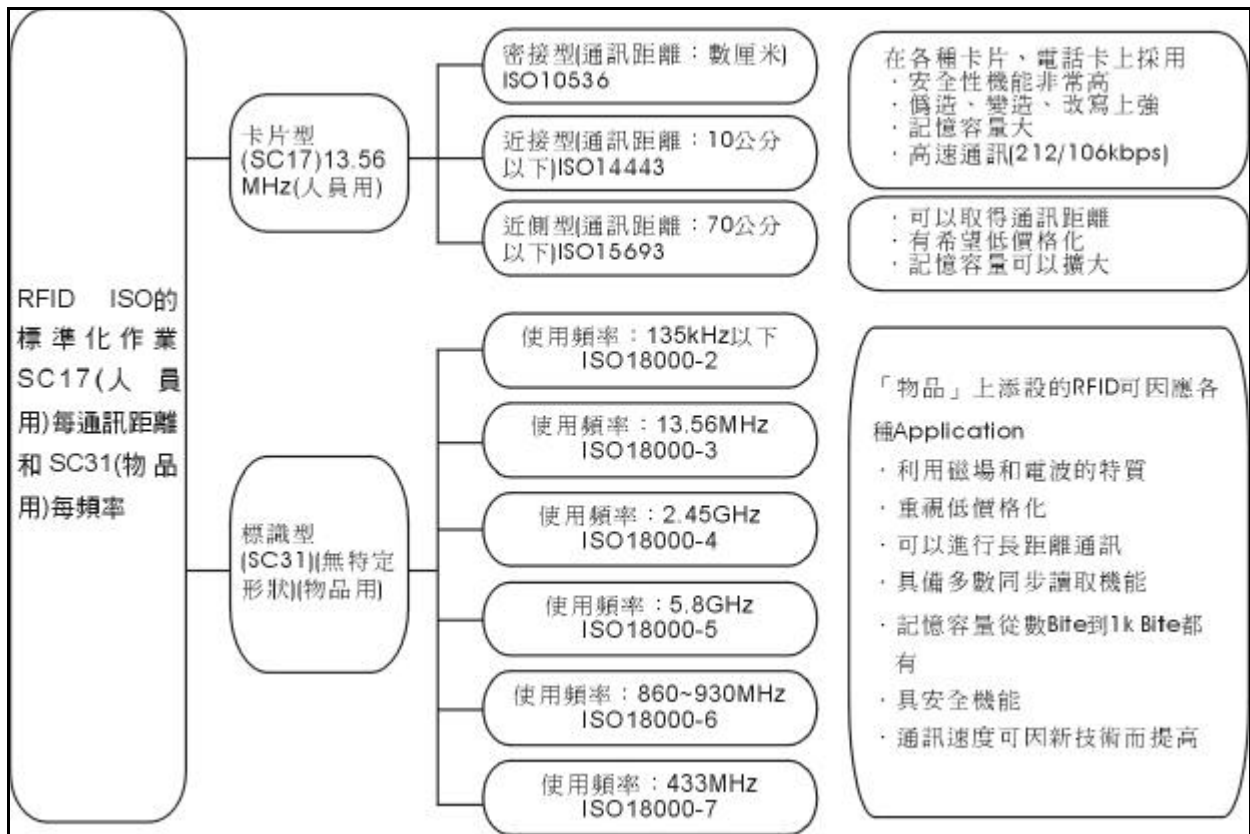 RFID ISO的
標準化作業
SC17(人員
用)每通訊距離
和SC31(物品
用)每頻率
卡片型
(SC17)13.56
MHz(人員用)
密接型(通訊距離：數厘米)
ISO10536
近接型(通訊距離：10公分
以下)ISO14443
近側型(通訊距離：70公分
以下)ISO15693
在各種卡片、電話卡上採用
·安全性機能非常高
·偽造、變造、改寫上強
·記憶容量大
·高速通訊(212/106kbps)
·可以取得通訊距離
·有希望低價格化
·記憶容量可以擴大
標識型
(SC31)(無特定
形狀)(物品用)
使用頻率：135kHz以下
ISO18000-2
使用頻率：13.56MHz
ISO18000-3
使用頻率：2.45GHz
ISO18000-4
使用頻率：5.8GHz
ISO18000-5
使用頻率：860~930MHz
ISO18000-6
使用頻率：433MHz
ISO18000-7
「物品」上添設的RFID可因應各
種Application
·利用磁場和電波的特質
·重視低價格化
·可以進行長距離通訊
·具備多數同步讀取機能
·記憶容量從數Bite到1k Bite都
有
·具安全機能
·通訊速度可因新技術而提高